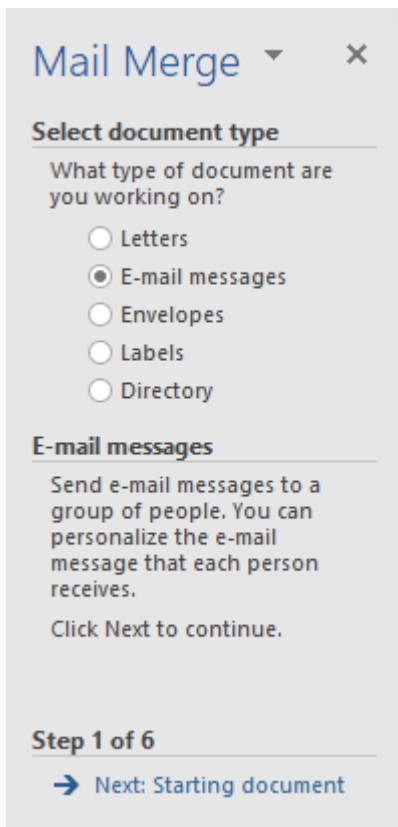 Mail Merge
Select document type
What type of document are
you working on?
Letters
E-mail messages
Envelopes
Labels
Directory
E-mail messages
Send e-mail messages to a
group of people. You can
personalize the e-mail
message that each person
receives.
Click Next to continue.
Step 1 of 6
Next: Starting document